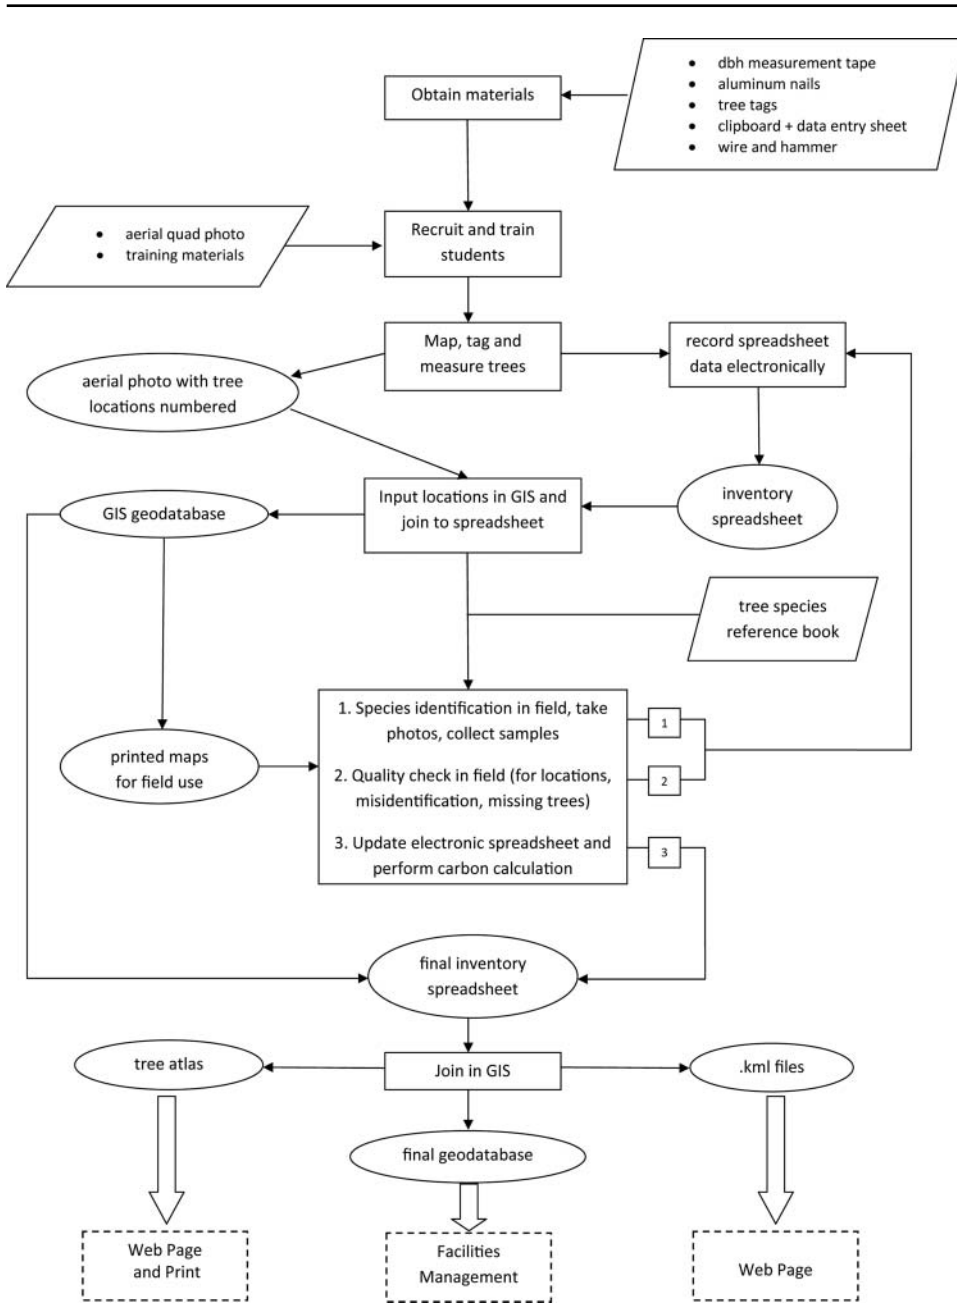 • dbh measurement tape
• aluminum nails
• tree tags
• clipboard + data entry sheet
• wire and hammer
Obtain materials
• aerial quad photo
• training materials
Recruit and train
students
Map, tag and
measure trees
record spreadsheet
data electronically
aerial photo with tree
locations numbered
Input locations in GIS and
join to spreadsheet
inventory
spreadsheet
GIS geodatabase
tree species
reference book
1. Species identification in field, take
photos, collect samples
1
printed maps
for field use
2. Quality check in field (for locations,
misidentification, missing trees)
2
3. Update electronic spreadsheet and
perform carbon calculation
3
final inventory
spreadsheet
tree atlas
Join in GIS
.kml files
final geodatabase
Web Page
and Print
Facilities
Management
Web Page